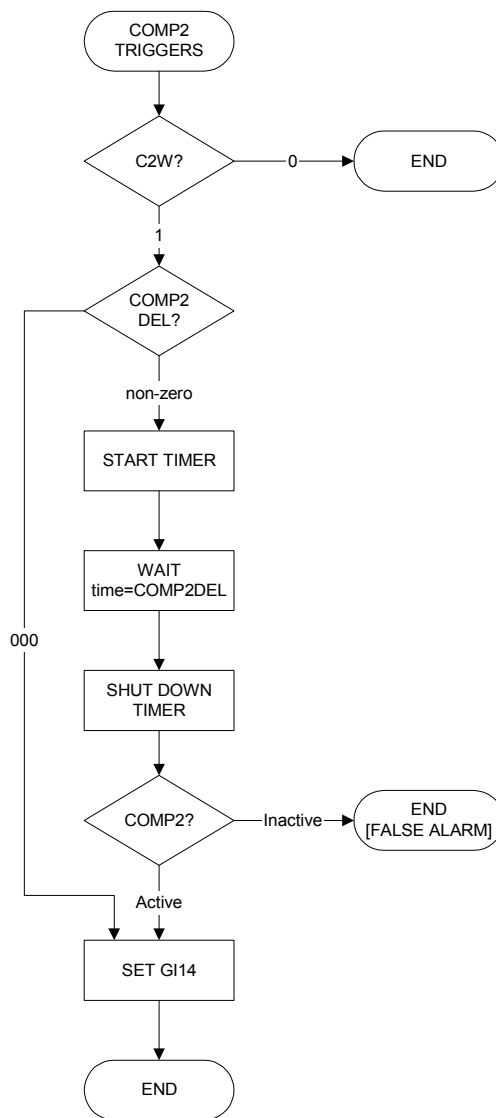 COMP2
TRIGGERS
C2W?
0
END
1
COMP2
DEL?
non-zero
START TIMER
WAIT
time=COMP2DEL
000
SHUT DOWN
TIMER
COMP2?
Inactive
END
[FALSE ALARM]
Active
SET GI14
END